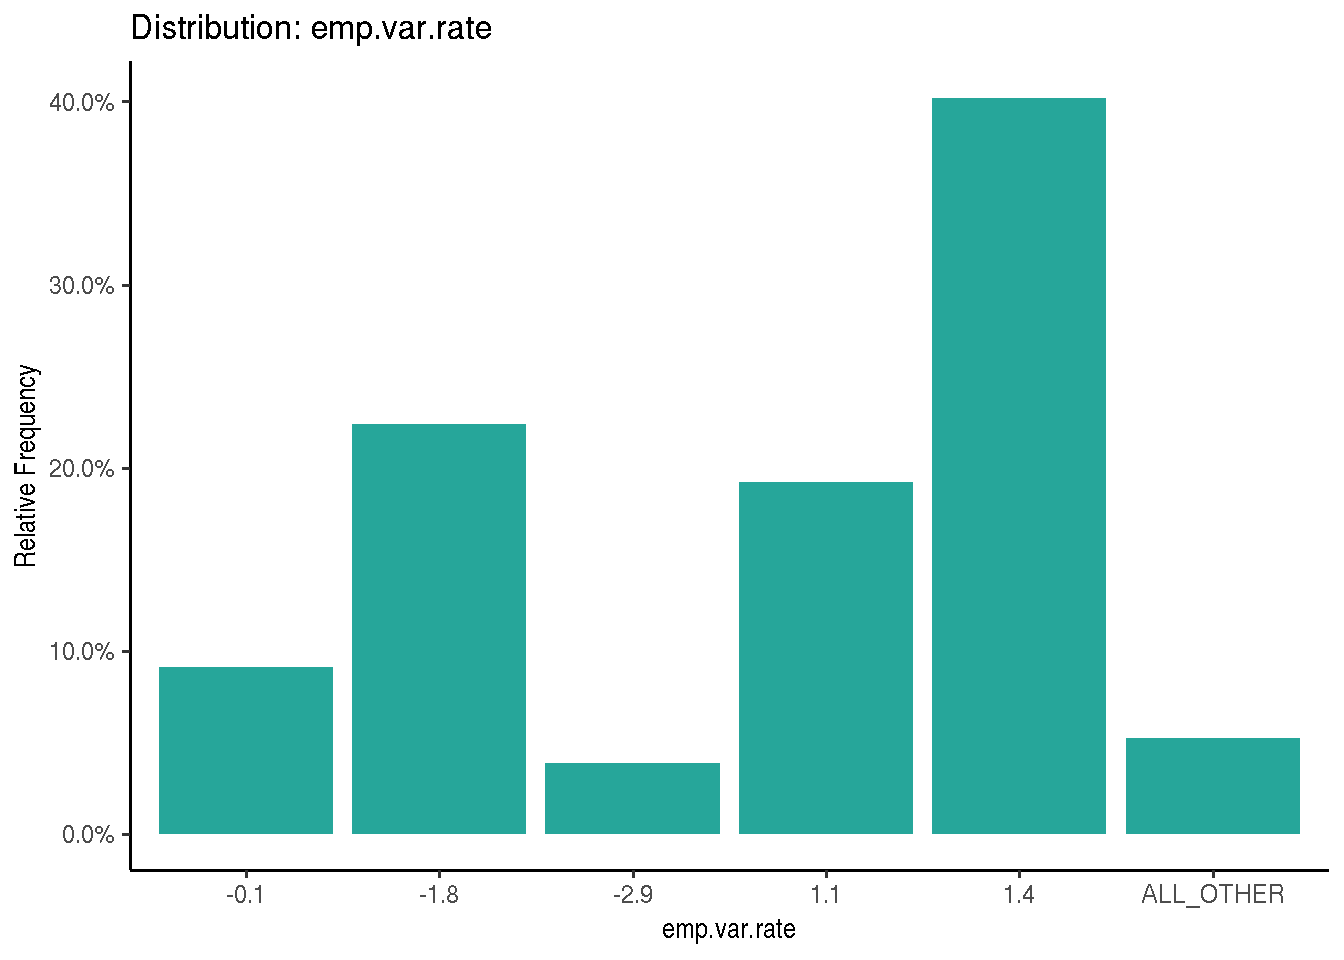 Distribution: emp.var.rate
Relative Frequency
40.0%
30.0%
20.0%
10.0%
0.0%
-0.1 -1.8 -2.9 1.1 1.4 ALL_OTHER
emp.var.rate